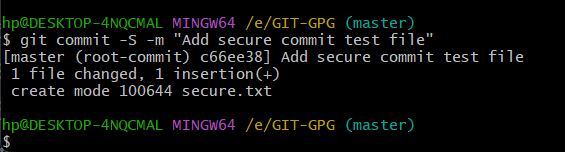 hp@DESKTOP-4NQCMAL MINGW64 /e/GIT-GPG (master)
$ git commit -S -m "Add secure commit test file"
[master (root-commit) c66ee38] Add secure commit test file
 1 file changed, 1 insertion(+)
 create mode 100644 secure.txt

hp@DESKTOP-4NQCMAL MINGW64 /e/GIT-GPG (master)
$